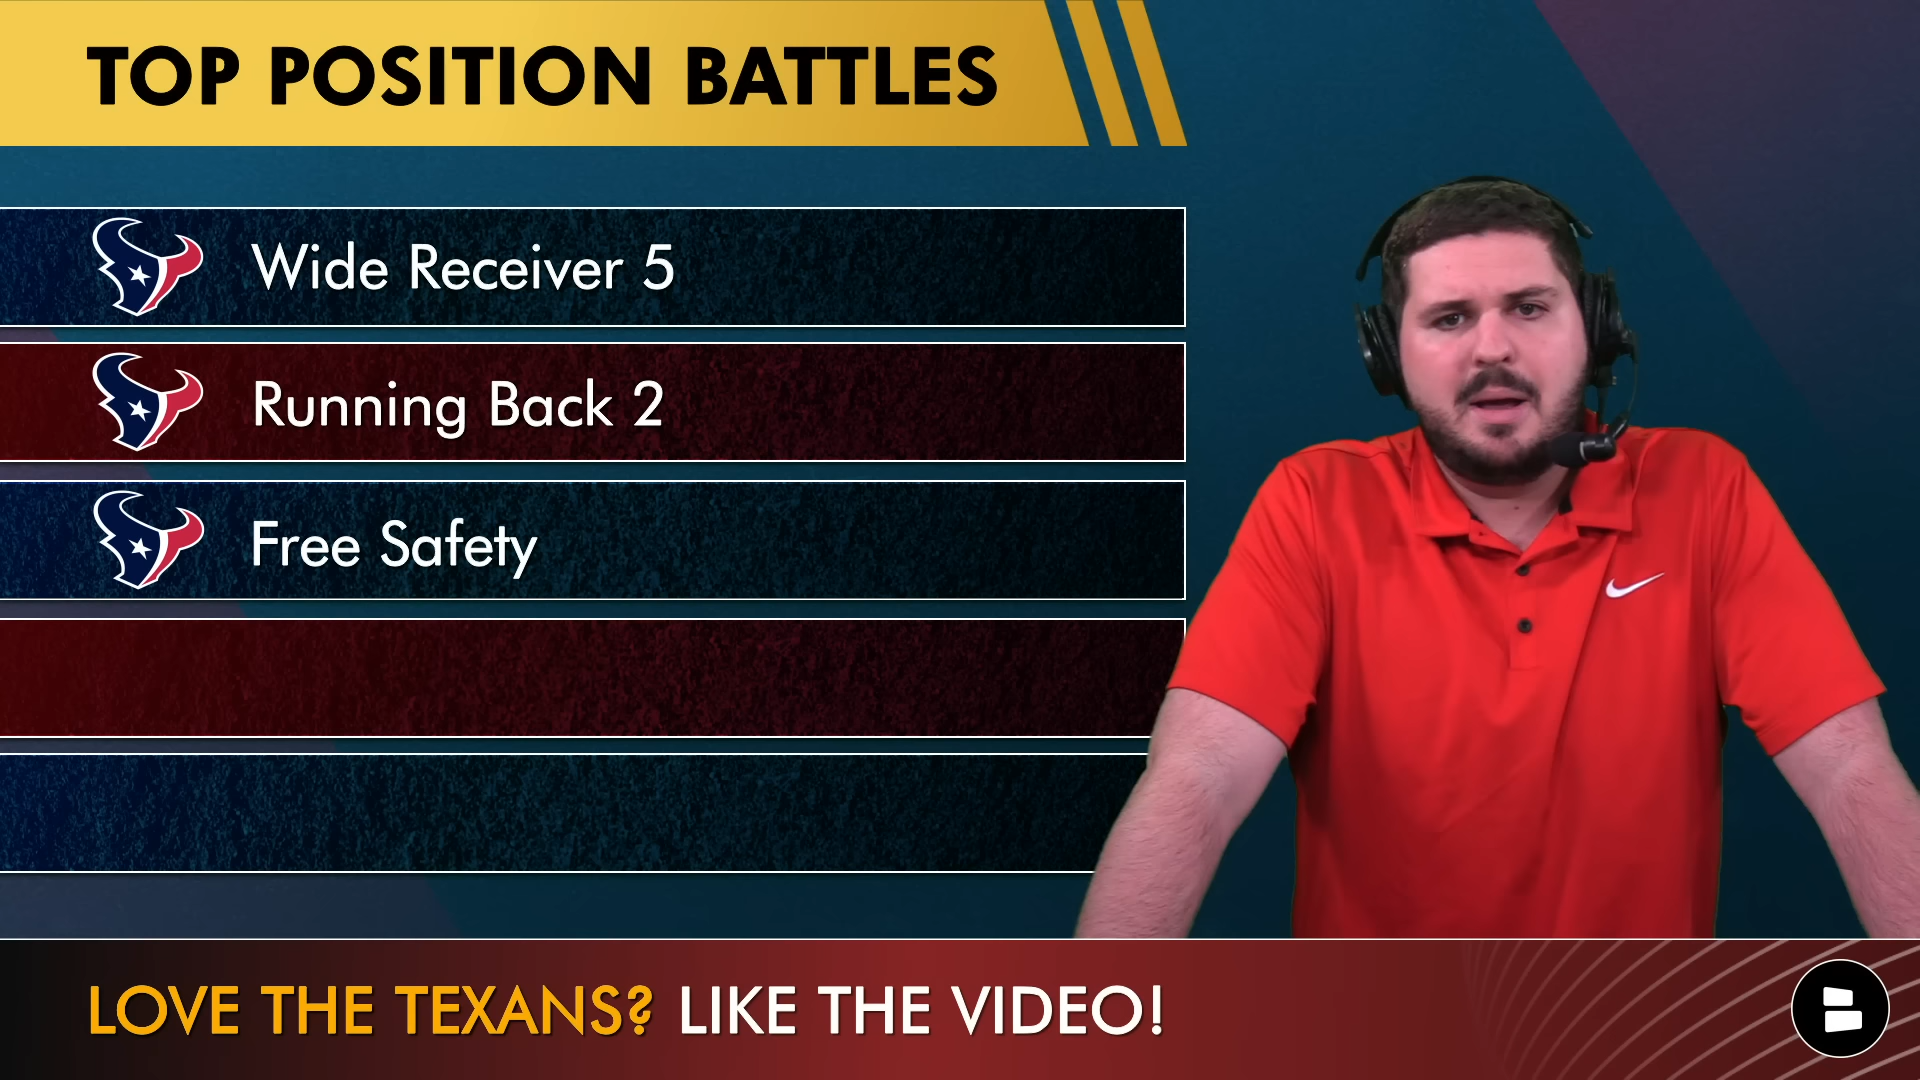 TOP POSITION BATTLES
Wide Receiver 5
Running Back 2
Free Safety
LOVE THE TEXANS? LIKE THE VIDEO!